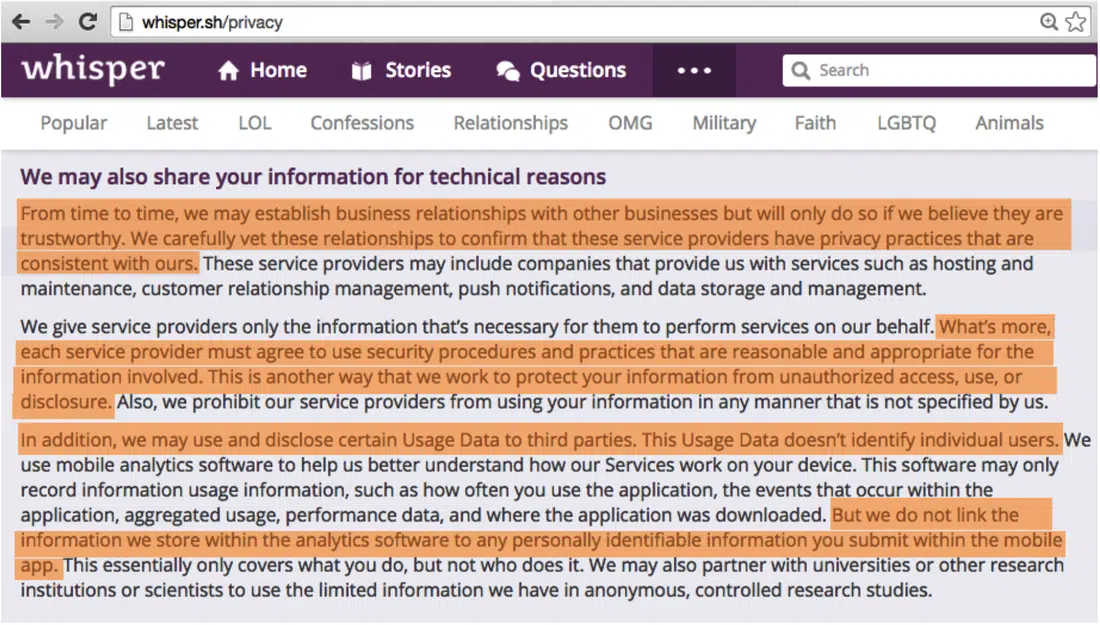 whisper.sh/privacy
whisper Home Stories Questions ••• Search
Popular Latest LOL Confessions Relationships OMG Military Faith LGBTQ Animals
We may also share your information for technical reasons
From time to time, we may establish business relationships with other businesses but will only do so if we believe they are
trustworthy. We carefully vet these relationships to confirm that these service providers have privacy practices that are
consistent with ours. These service providers may include companies that provide us with services such as hosting and
maintenance, customer relationship management, push notifications, and data storage and management.
We give service providers only the information that's necessary for them to perform services on our behalf. What's more,
each service provider must agree to use security procedures and practices that are reasonable and appropriate for the
information involved. This is another way that we work to protect your information from unauthorized access, use, or
disclosure. Also, we prohibit our service providers from using your information in any manner that is not specified by us.
In addition, we may use and disclose certain Usage Data to third parties. This Usage Data doesn't identify individual users. We
use mobile analytics software to help us better understand how our Services work on your device. This software may only
record information usage information, such as how often you use the application, the events that occur within the
application, aggregated usage, performance data, and where the application was downloaded. But we do not link the
information we store within the analytics software to any personally identifiable information you submit within the mobile
app. This essentially only covers what you do, but not who does it. We may also partner with universities or other research
institutions or scientists to use the limited information we have in anonymous, controlled research studies.